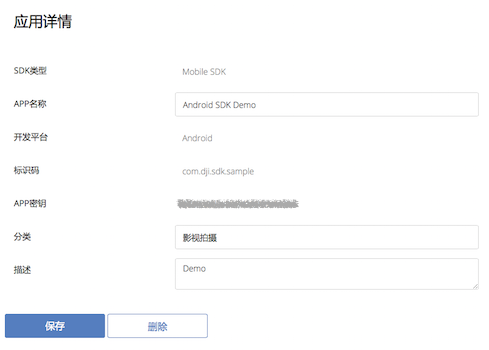 应用详情
SDK类型 Mobile SDK
APP名称 Android SDK Demo
开发平台 Android
标识码 com.dji.sdk.sample
APP密钥
分类 影视拍摄
描述 Demo
保存 删除